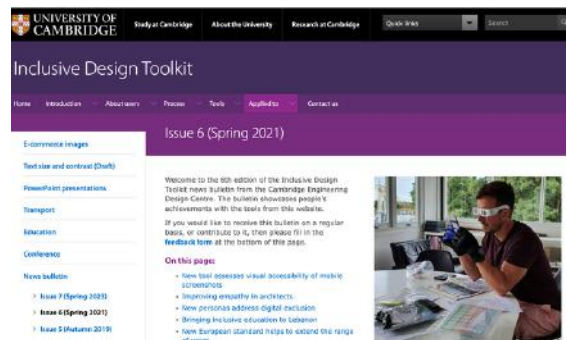 UNIVERSITY OF
CAMBRIDGE
Study at Cambridge
About the University
Research at Cambridge
Quick links
Search
Inclusive Design Toolkit
Home
Introduction
About users
Process
Tools
Applied to
Contact us
Issue 6 (Spring 2021)
E-commerce images
Text size and contrast (Draft)
PowerPoint presentations
Transport
Education
Conference
News bulletin
Issue 7 (Spring 2023)
Issue 6 (Spring 2021)
Issue 5 (Autumn 2019)
Welcome to the 6th edition of the Inclusive Design
Toolkit news bulletin from the Cambridge Engineering
Design Centre. The bulletin showcases people's
achievements with the tools from this website.
If you would like to receive this bulletin on a regular
basis, or contribute to it, then please fill in the
feedback form at the bottom of this page.
On this page:
New tool assesses visual accessibility of mobile
screenshots
Improving empathy in architects
New personas address digital exclusion
Bringing inclusive education to Lebanon
New European standard helps to extend the range